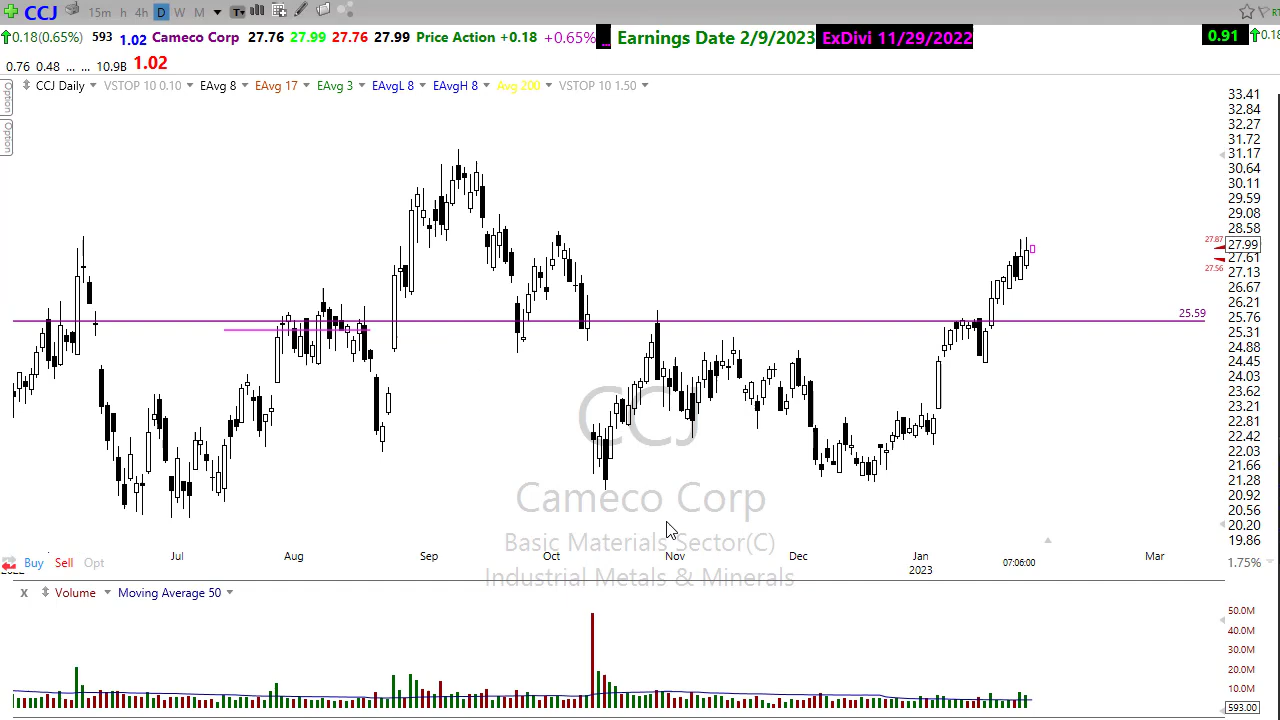 CCJ 15m h 4h D W M T RT
0.18(0.65%) 593 1.02 Cameco Corp 27.76 27.99 27.76 27.99 Price Action +0.18 +0.65% ... Earnings Date 2/9/2023 ExDivi 11/29/2022 0.91 0.18
0.76 0.48 ... ... 10.9B 1.02
CCJ Daily VSTOP 10 0.10 EAvg 8 EAvg 17 EAvg 3 EAvgL 8 EAvgH 8 Avg 200 VSTOP 10 1.50
Option
Option
33.41
32.84
32.27
31.72
31.17
30.64
30.11
29.59
29.08
28.58
27.87
27.99
27.61
27.56
27.13
26.67
26.21
25.59
25.76
25.31
24.88
24.45
24.03
23.62
23.21
22.81
22.42
22.03
21.66
21.28
20.92
20.56
20.20
19.86
CCJ
Cameco Corp
Basic Materials Sector(C)
Industrial Metals & Minerals
Jul Aug Sep Oct Nov Dec Jan Mar
Buy Sell Opt 2023 07:06:00 1.75%
x Volume Moving Average 50
50.0M
40.0M
30.0M
20.0M
10.0M
593.00